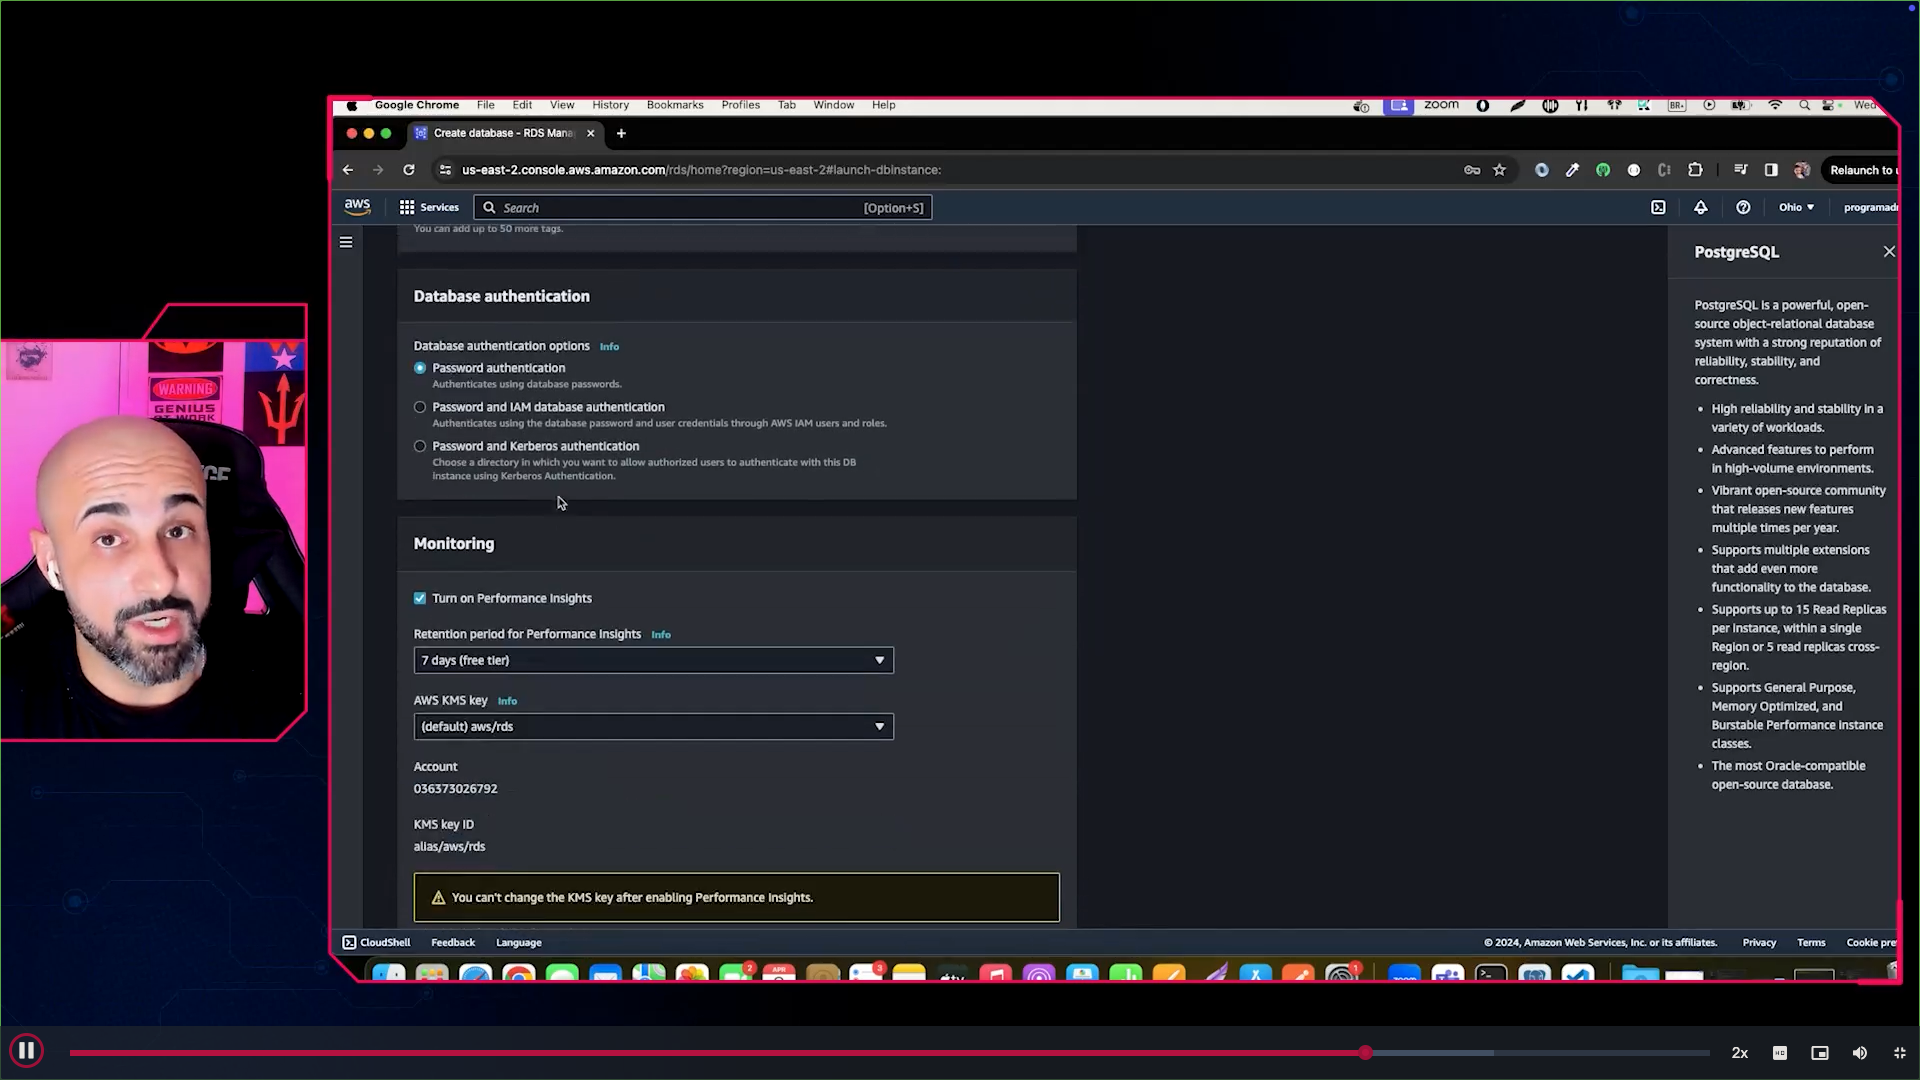 Google Chrome File Edit View History Bookmarks Profiles Tab Window Help
zoom
Wed
Create database - RDS Mana
us-east-2.console.aws.amazon.com/rds/home?region=us-east-2#launch-dbinstance:
Relaunch to u
aws
Services
Search
[Option+S]
Ohio
programadr
You can add up to 50 more tags.
Database authentication
Database authentication options Info
Password authentication
Authenticates using database passwords.
Password and IAM database authentication
Authenticates using the database password and user credentials through AWS IAM users and roles.
Password and Kerberos authentication
Choose a directory in which you want to allow authorized users to authenticate with this DB
instance using Kerberos Authentication.
Monitoring
Turn on Performance Insights
Retention period for Performance Insights Info
7 days (free tier)
AWS KMS key Info
(default) aws/rds
Account
036373026792
KMS key ID
alias/aws/rds
You can't change the KMS key after enabling Performance Insights.
PostgreSQL
PostgreSQL is a powerful, open-
source object-relational database
system with a strong reputation of
reliability, stability, and
correctness.
High reliability and stability in a
variety of workloads.
Advanced features to perform
in high-volume environments.
Vibrant open-source community
that releases new features
multiple times per year.
Supports multiple extensions
that add even more
functionality to the database.
Supports up to 15 Read Replicas
per instance, within a single
Region or 5 read replicas cross-
region.
Supports General Purpose,
Memory Optimized, and
Burstable Performance instance
classes.
The most Oracle-compatible
open-source database.
CloudShell Feedback Language
© 2024, Amazon Web Services, Inc. or its affiliates. Privacy Terms Cookie pre
WARNING
GENIUS
AT WORK
2
APR
3
1
2x